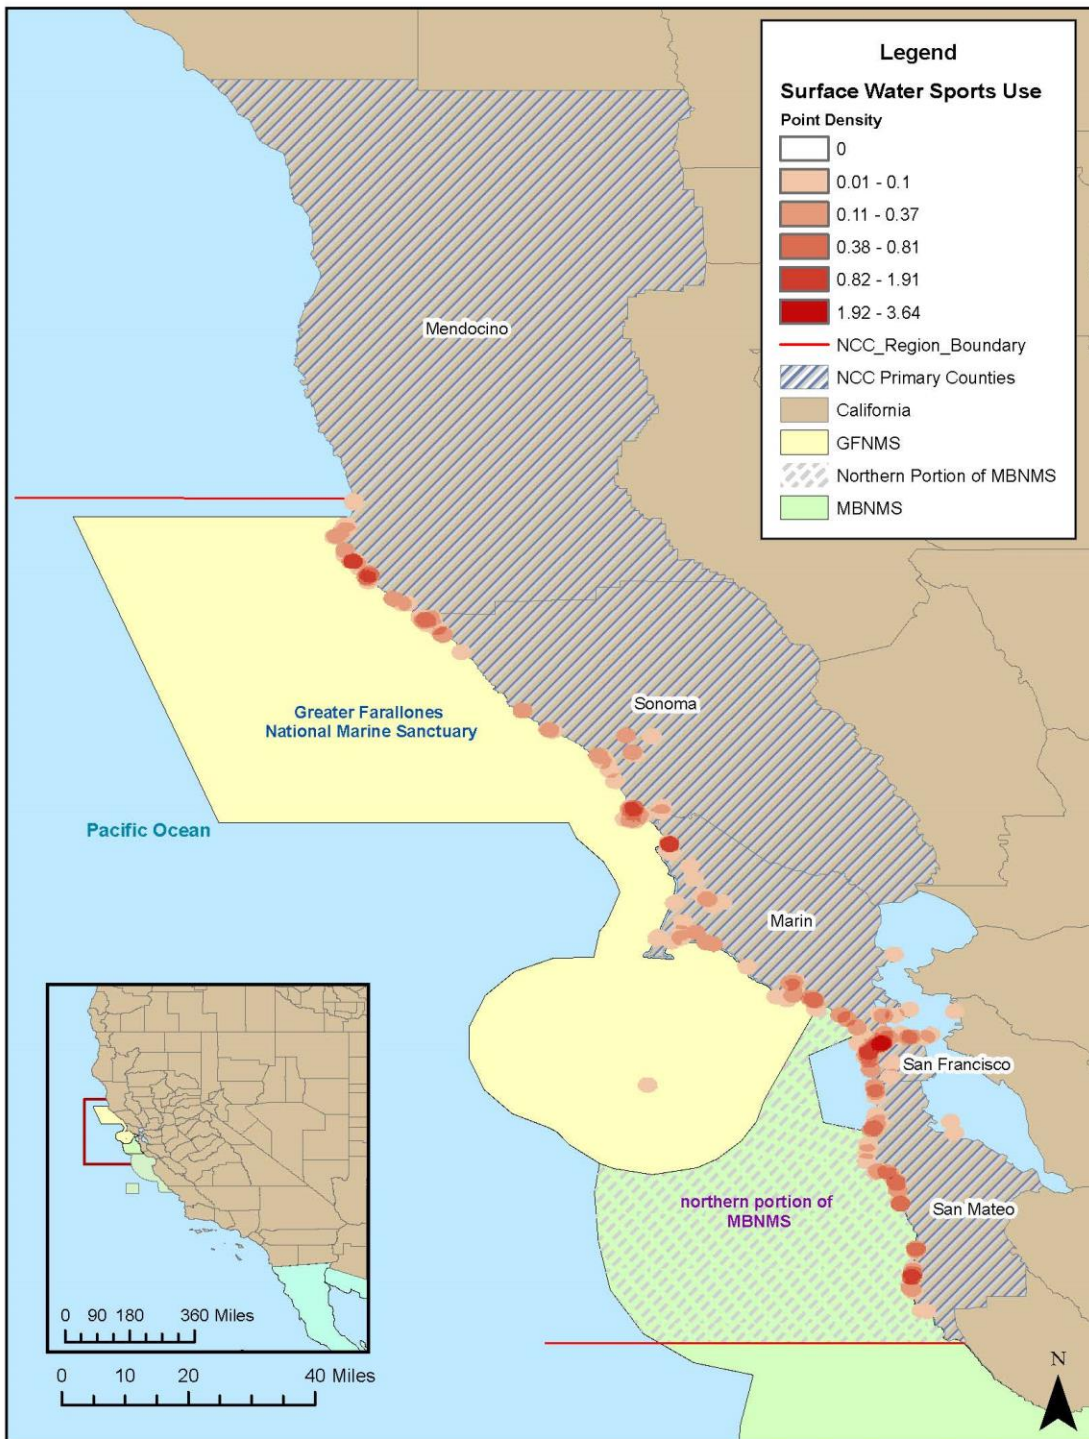 Legend
Surface Water Sports Use
Point Density
0
0.01 - 0.1
0.11 - 0.37
0.38 - 0.81
0.82 - 1.91
1.92 - 3.64
NCC_Region_Boundary
NCC Primary Counties
California
GFNMS
Northern Portion of MBNMS
MBNMS
Mendocino
Sonoma
Greater Farallones
National Marine Sanctuary
Pacific Ocean
Marin
San Francisco
northern portion of
MBNMS
San Mateo
0 90 180 360 Miles
0 10 20 40 Miles
N